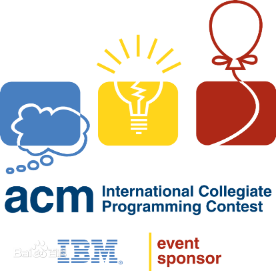 acm International Collegiate
Programming Contest
IBM®
event
sponsor